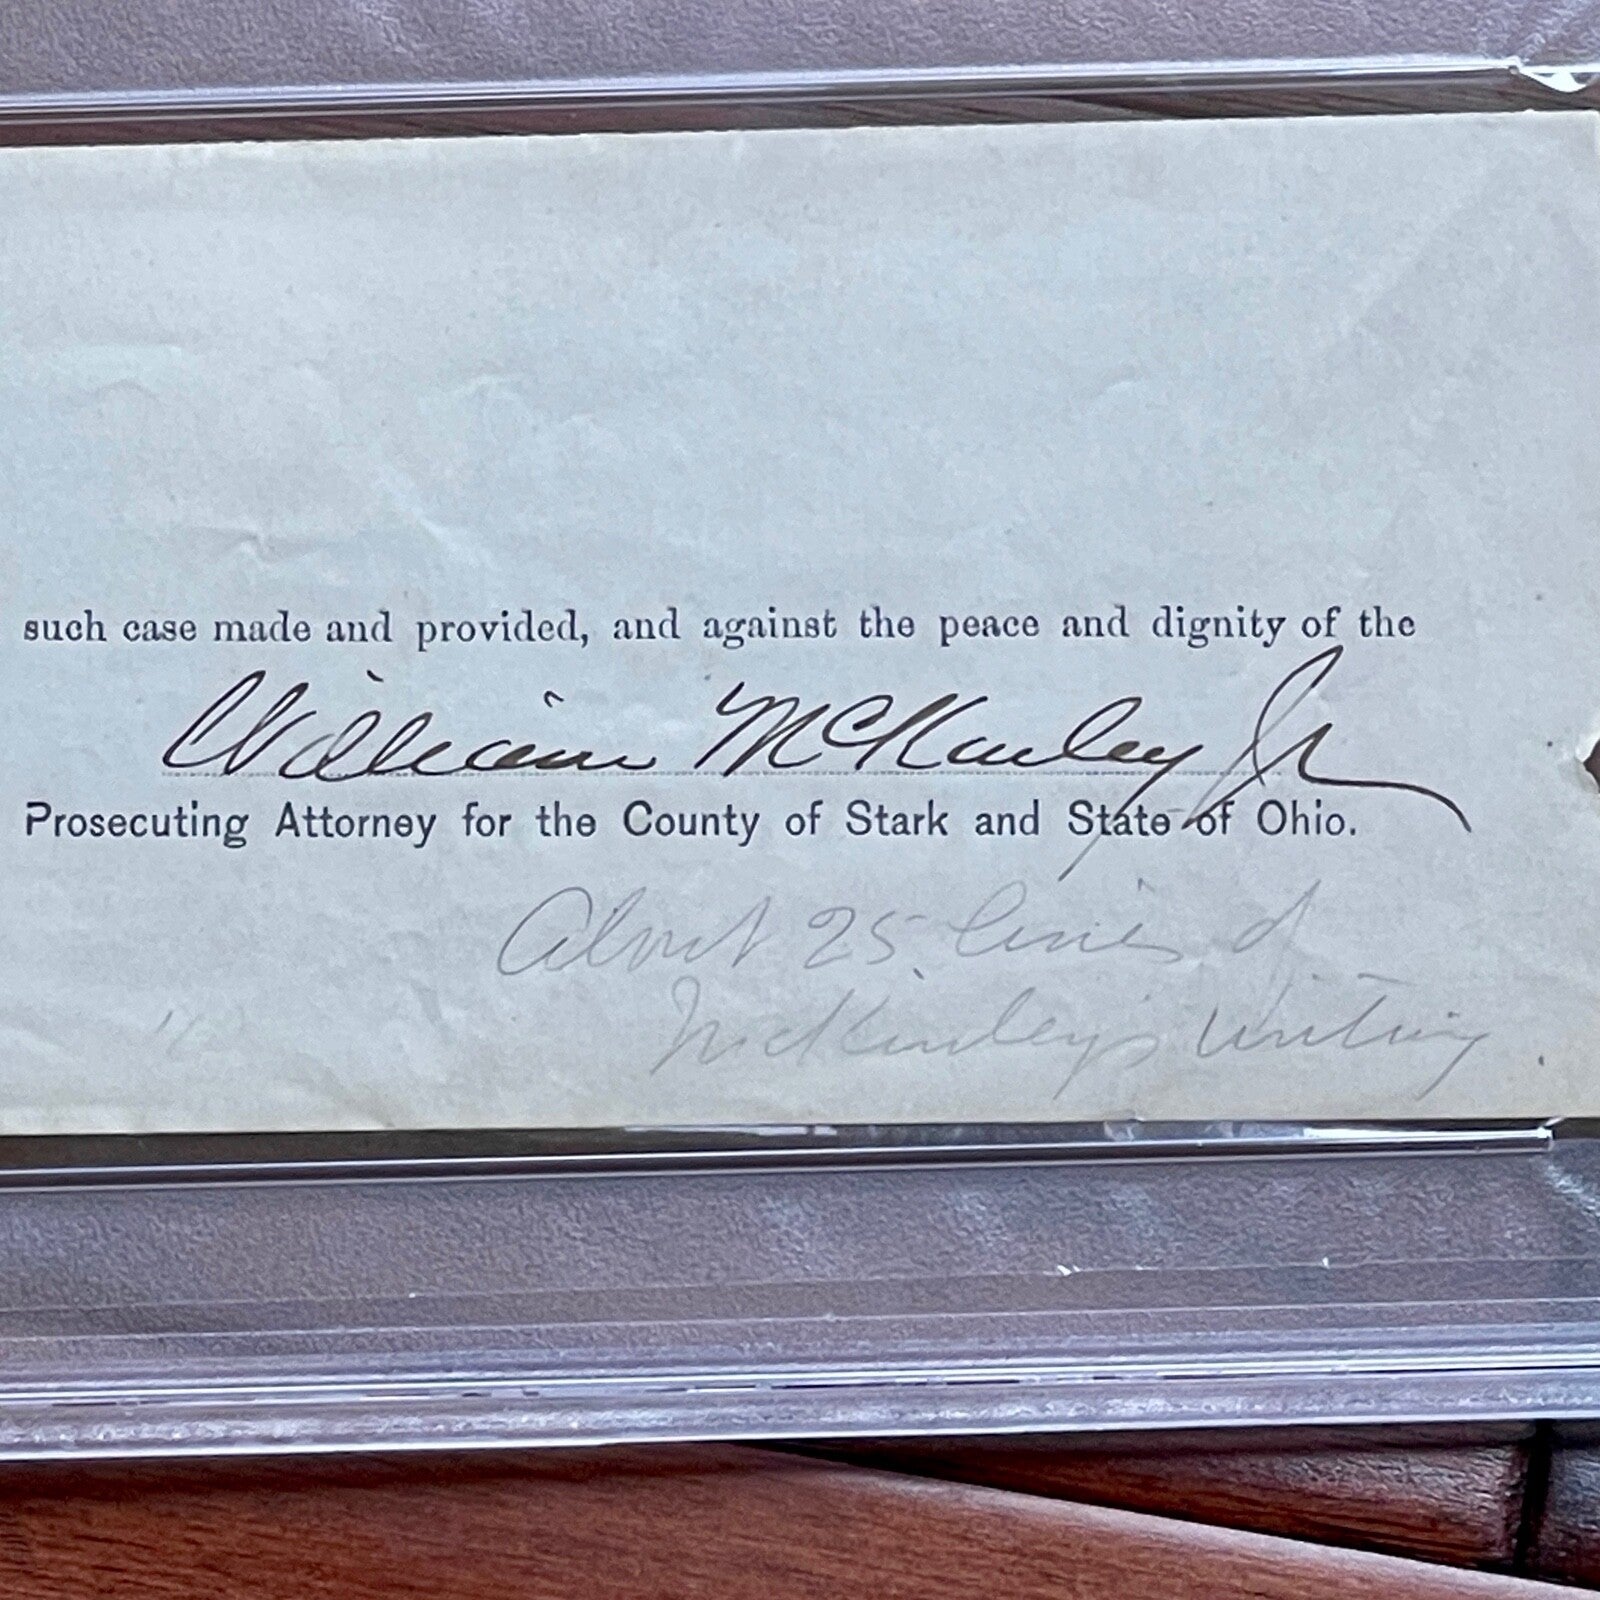 such case made and provided, and against the peace and dignity of the
William McKinley Jr
Prosecuting Attorney for the County of Stark and State of Ohio.
About 25 lines of
McKinley's writing